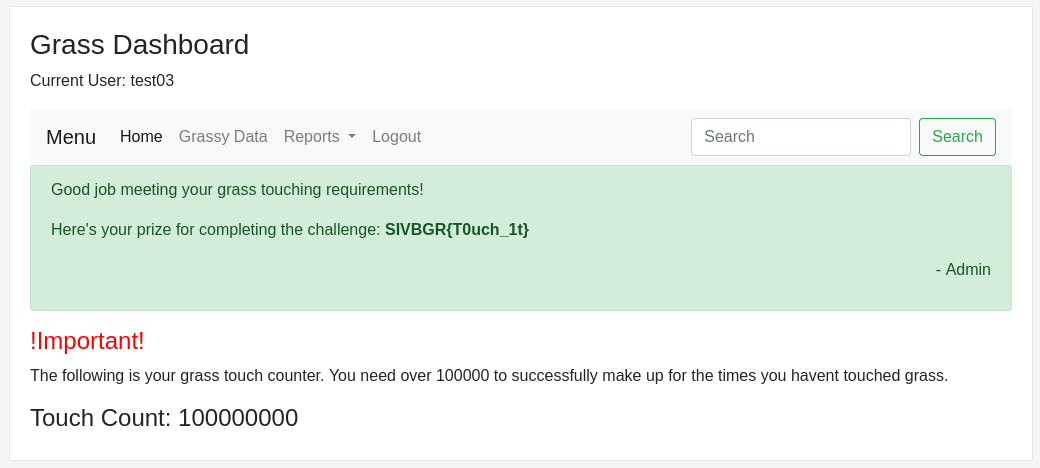 Grass Dashboard
Current User: test03
Menu Home Grassy Data Reports Logout Search Search
Good job meeting your grass touching requirements!
Here's your prize for completing the challenge: SIVBGR{T0uch_1t}
- Admin
!Important!
The following is your grass touch counter. You need over 100000 to successfully make up for the times you havent touched grass.
Touch Count: 100000000